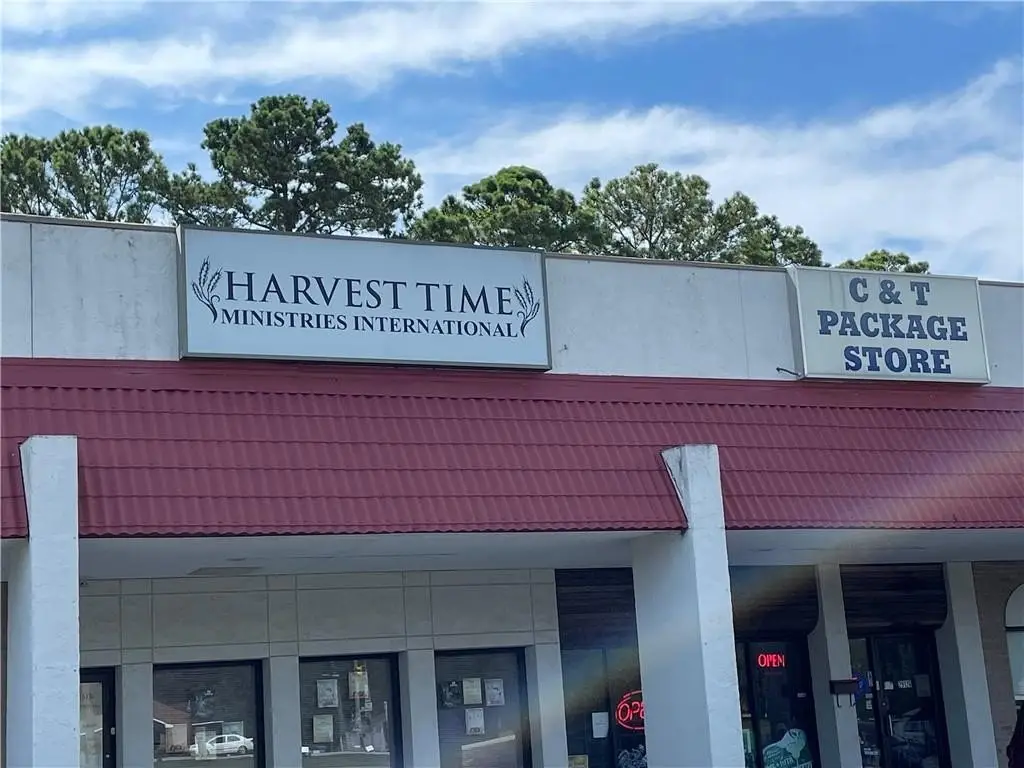 HARVEST TIME
MINISTRIES INTERNATIONAL
C & T
PACKAGE
STORE
OPEN